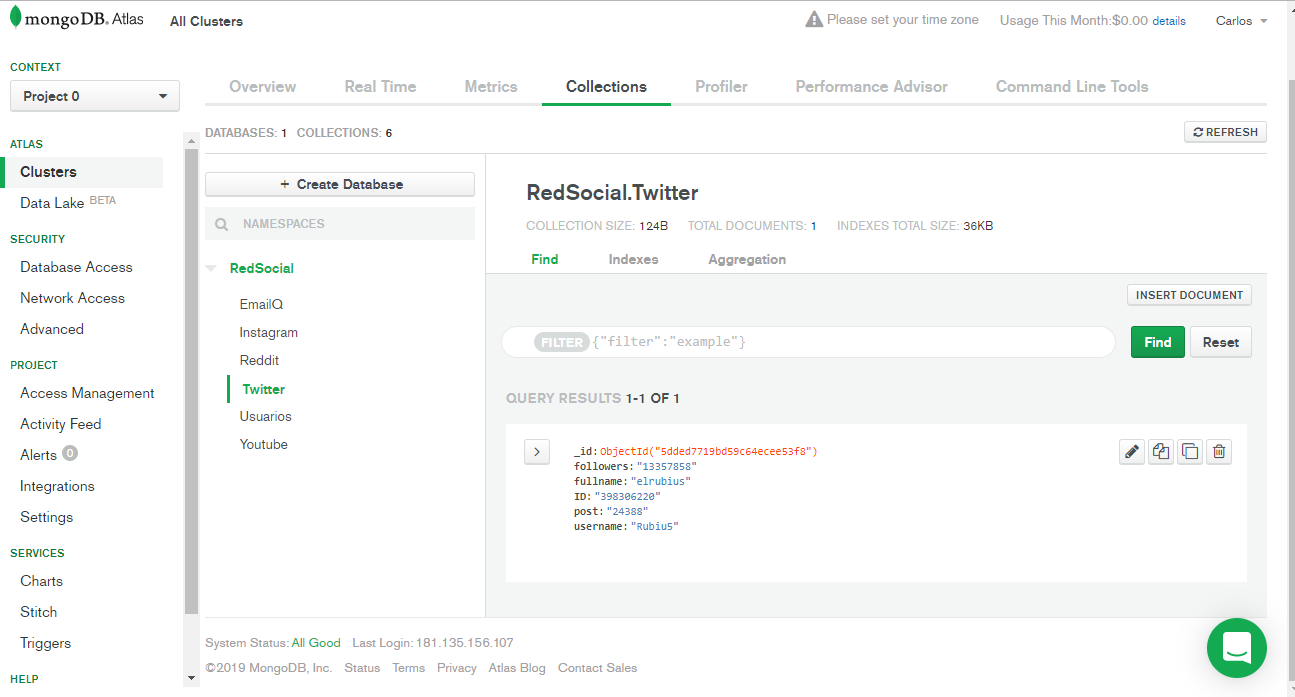 mongoDB. Atlas All Clusters Please set your time zone Usage This Month:$0.00 details Carlos
CONTEXT
Project 0
ATLAS
Clusters
Data Lake BETA
SECURITY
Database Access
Network Access
Advanced
PROJECT
Access Management
Activity Feed
Alerts 0
Integrations
Settings
SERVICES
Charts
Stitch
Triggers
HELP
Overview Real Time Metrics Collections Profiler Performance Advisor Command Line Tools
DATABASES: 1 COLLECTIONS: 6 REFRESH
+ Create Database
NAMESPACES
RedSocial
EmailQ
Instagram
Reddit
Twitter
Usuarios
Youtube
RedSocial.Twitter
COLLECTION SIZE: 124B TOTAL DOCUMENTS: 1 INDEXES TOTAL SIZE: 36KB
Find Indexes Aggregation
INSERT DOCUMENT
FILTER {"filter":"example"} Find Reset
QUERY RESULTS 1-1 OF 1
_id:ObjectId("5dded7719bd59c64ecee53f8")
followers:"13357858"
fullname:"elrubius"
ID:"398306220"
post:"24388"
username:"Rubiu5"
System Status: All Good Last Login: 181.135.156.107
©2019 MongoDB, Inc. Status Terms Privacy Atlas Blog Contact Sales